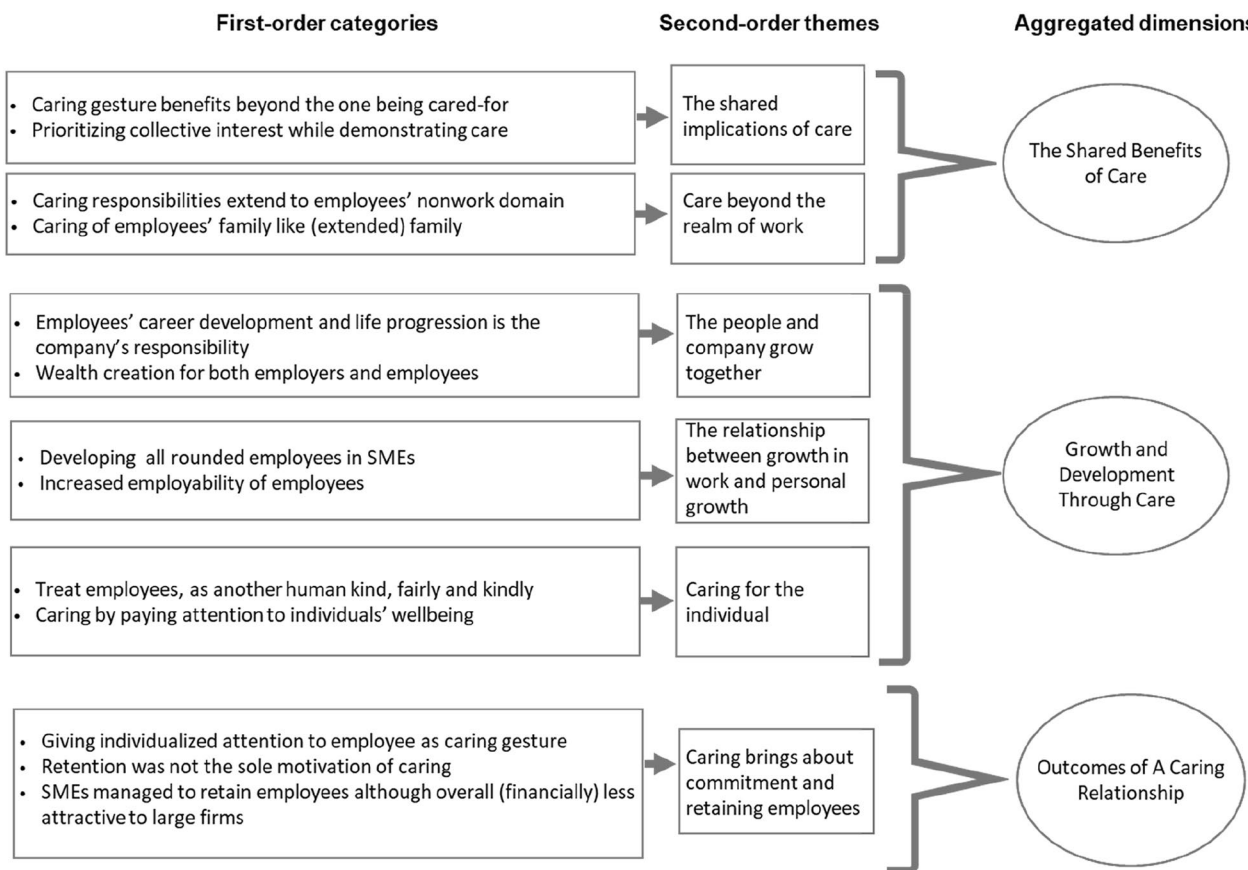 First-order categories
Second-order themes
Aggregated dimensions
• Caring gesture benefits beyond the one being cared-for
• Prioritizing collective interest while demonstrating care
The shared
implications of care
• Caring responsibilities extend to employees' nonwork domain
• Caring of employees' family like (extended) family
Care beyond the
realm of work
The Shared Benefits
of Care
• Employees' career development and life progression is the
company's responsibility
• Wealth creation for both employers and employees
The people and
company grow
together
• Developing all rounded employees in SMEs
• Increased employability of employees
The relationship
between growth in
work and personal
growth
• Treat employees, as another human kind, fairly and kindly
• Caring by paying attention to individuals' wellbeing
Caring for the
individual
Growth and
Development
Through Care
• Giving individualized attention to employee as caring gesture
• Retention was not the sole motivation of caring
• SMEs managed to retain employees although overall (financially) less
attractive to large firms
Caring brings about
commitment and
retaining employees
Outcomes of A Caring
Relationship